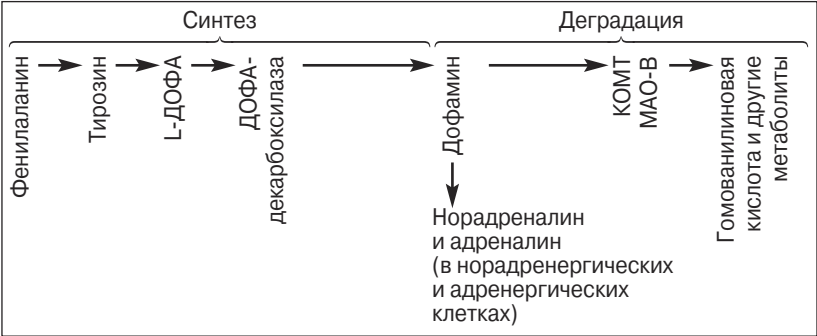 Синтез
Деградация
Фенилаланин
Тирозин
L-ДОФА
ДОФА-
декарбоксилаза
Дофамин
КОМТ
МАО-В
Гомованилиновая
кислота и другие
метаболиты
Норадреналин
и адреналин
(в норадренергических
и адренергических
клетках)